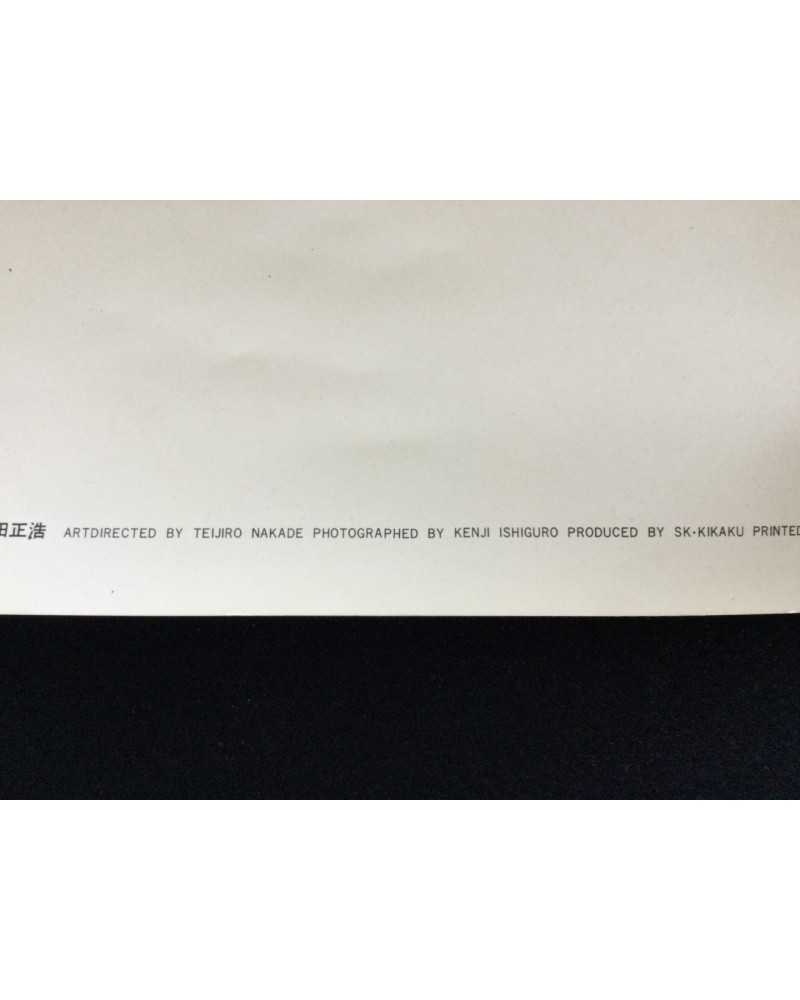 田正浩 ARTDIRECTED BY TEIJIRO NAKADE PHOTOGRAPHED BY KENJI ISHIGURO PRODUCED BY SK·KIKAKU PRINTED